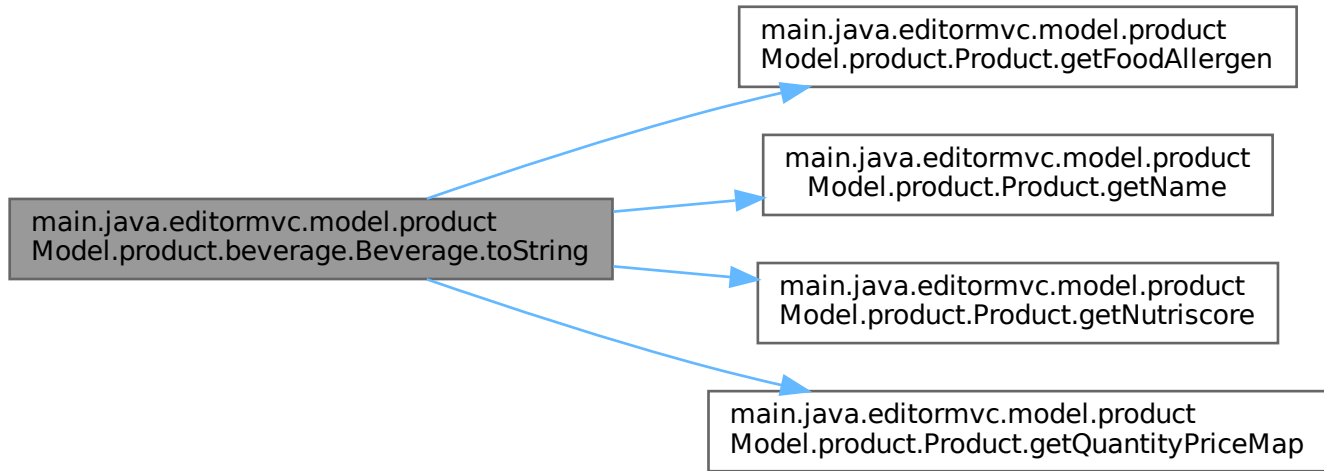 main.java.editormvc.model.product
Model.product.Product.getFoodAllergen
main.java.editormvc.model.product
Model.product.Product.getName
main.java.editormvc.model.product
Model.product.beverage.Beverage.toString
main.java.editormvc.model.product
Model.product.Product.getNutriscore
main.java.editormvc.model.product
Model.product.Product.getQuantityPriceMap